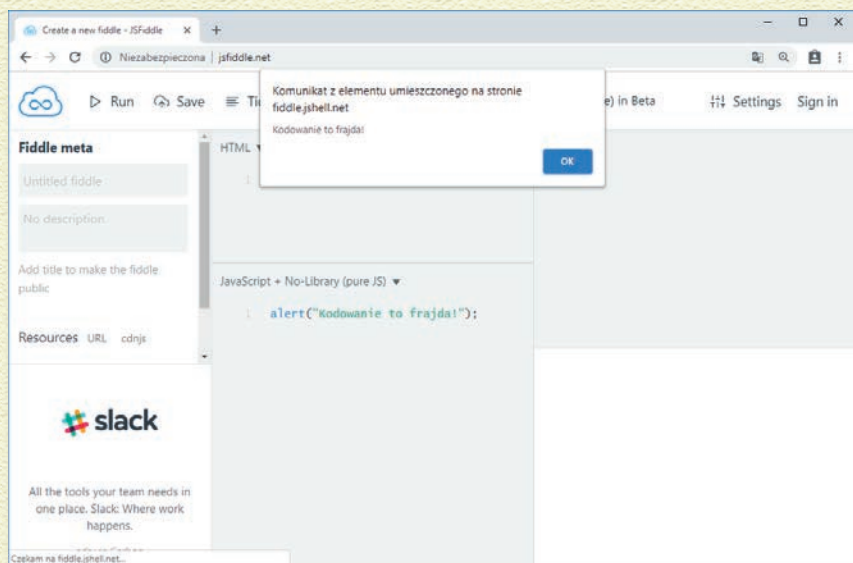 Create a new fiddle - JSFiddle
Niezabezpieczona | jsfiddle.net
Run Save Ti
e) in Beta
Settings Sign in
Komunikat z elementu umieszczonego na stronie
fiddle.jshell.net
Kodowanie to frajda!
OK
Fiddle meta
Untitled fiddle
No description
Add title to make the fiddle
public
Resources URL cdnjs
HTML
1
JavaScript + No-Library (pure JS)
1 alert("Kodowanie to frajda!");
slack
All the tools your team needs in
one place. Slack: Where work
happens.
Czekam na fiddle.jshell.net...